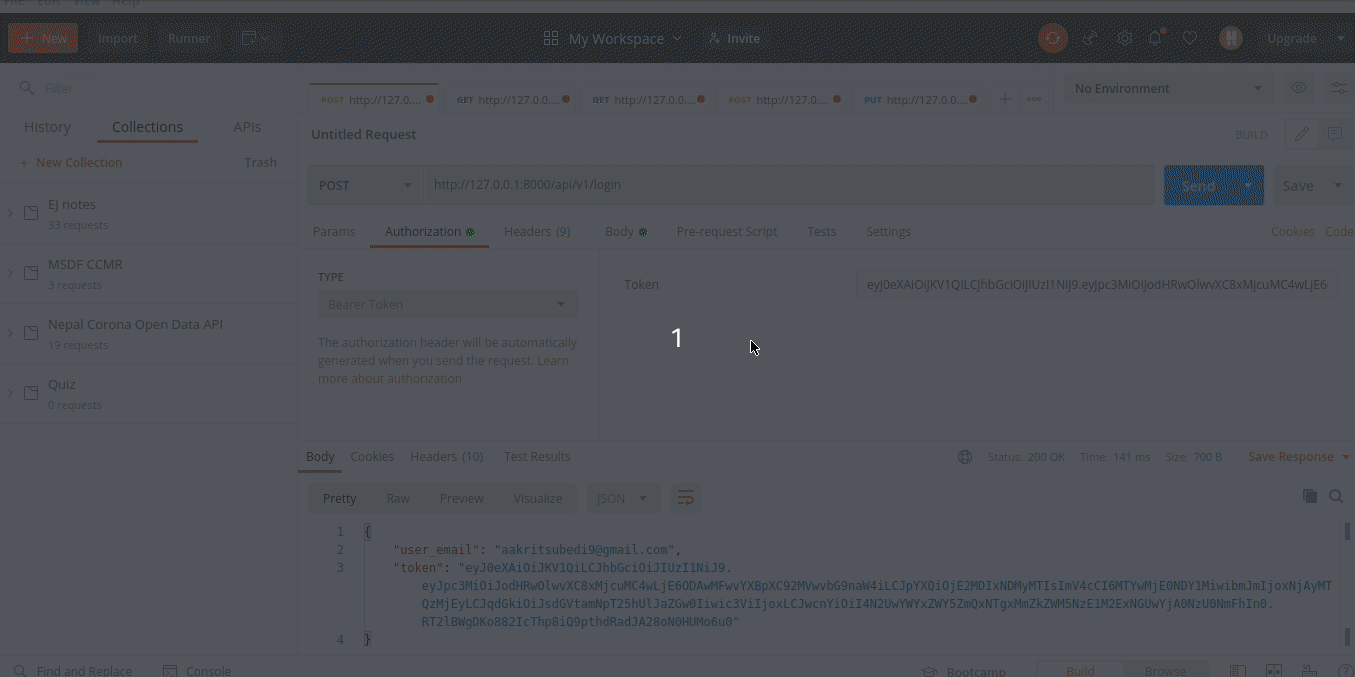 File Edit View Help
New Import Runner My Workspace Invite Upgrade
Filter
POST http://127.0.... GET http://127.0.0.... GET http://127.0.0.... POST http://127.0.... PUT http://127.0.0.... No Environment
History Collections APIs
Untitled Request BUILD
+ New Collection Trash
POST http://127.0.0.1:8000/api/v1/login Send Save
EJ notes
33 requests
Params Authorization Headers (9) Body Pre-request Script Tests Settings Cookies Code
MSDF CCMR
3 requests
TYPE
Bearer Token
Token eyJ0eXAiOiJKV1QiLCJhbGciOiJIUzI1NiJ9.eyJpc3MiOiJodHRwOlwvXC8xMjcuMC4wLjE6
Nepal Corona Open Data API
19 requests
The authorization header will be automatically
generated when you send the request. Learn
more about authorization
1
Quiz
0 requests
Body Cookies Headers (10) Test Results Status: 200 OK Time: 141 ms Size: 700 B Save Response
Pretty Raw Preview Visualize JSON
1 {
2 "user_email": "aakritsubedi9@gmail.com",
3 "token": "eyJ0eXAiOiJKV1QiLCJhbGciOiJIUzI1NiJ9.
4 }
Find and Replace Console Bootcamp Build Browse